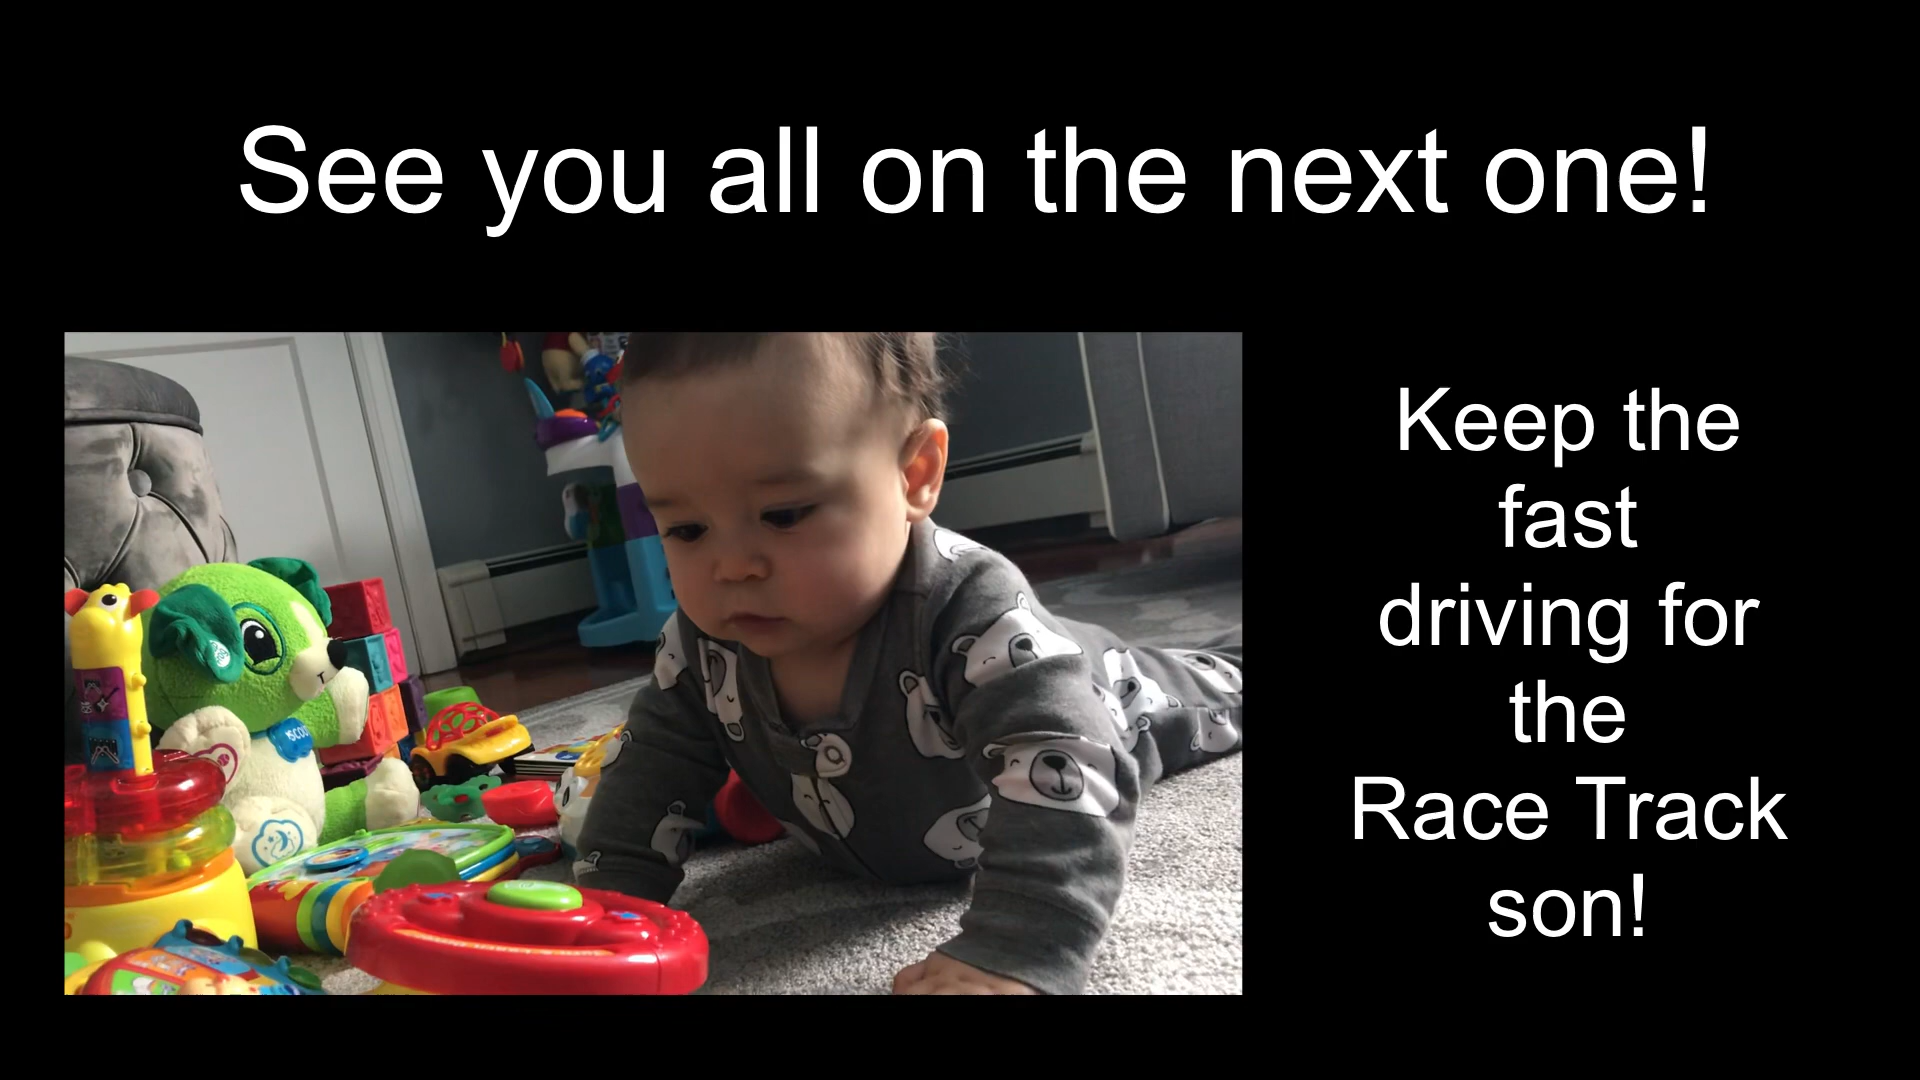 See you all on the next one!
Keep the
fast
driving for
the
Race Track
son!